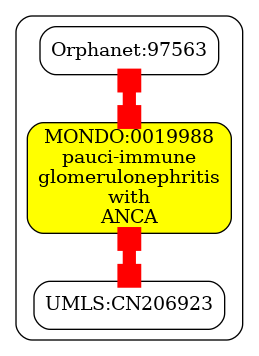 Orphanet:97563
MONDO:0019988
pauci-immune
glomerulonephritis
with
ANCA
UMLS:CN206923